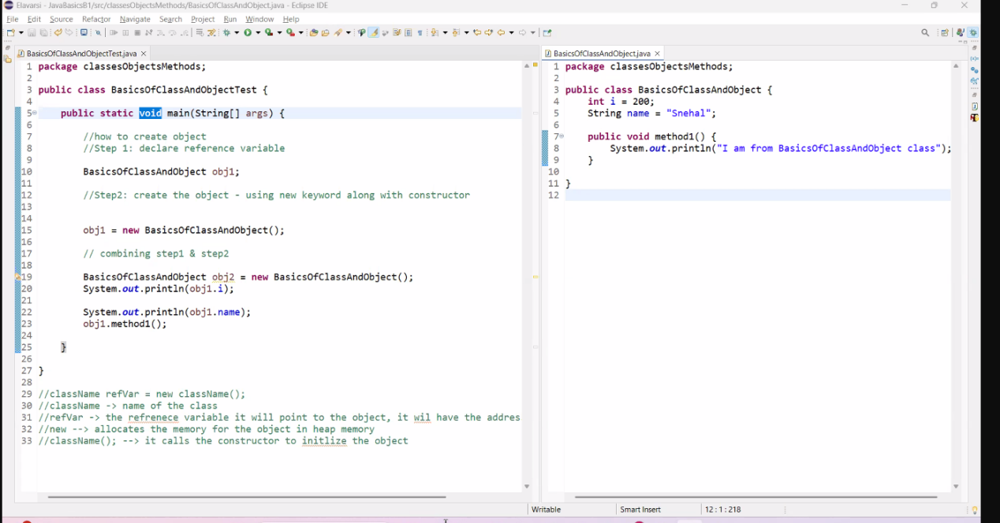 Elavarsi - JavaBasicsB1/src/classesObjectsMethods/BasicsOfClassAndObject.java - Eclipse IDE
File Edit Source Refactor Navigate Search Project Run Window Help
BasicsOfClassAndObjectTest.java
1 package classesObjectsMethods;
2
3 public class BasicsOfClassAndObjectTest {
4
5 public static void main(String[] args) {
6
7 //how to create object
8 //Step 1: declare reference variable
9
10 BasicsOfClassAndObject obj1;
11
12 //Step2: create the object - using new keyword along with constructor
13
14
15 obj1 = new BasicsOfClassAndObject();
16
17 // combining step1 & step2
18
19 BasicsOfClassAndObject obj2 = new BasicsOfClassAndObject();
20 System.out.println(obj1.i);
21
22 System.out.println(obj1.name);
23 obj1.method1();
24
25 }
26
27 }
28
29 //className refVar = new className();
30 //className -> name of the class
31 //refVar -> the refrenece variable it will point to the object, it wil have the addres
32 //new --> allocates the memory for the object in heap memory
33 //className(); --> it calls the constructor to initlize the object
BasicsOfClassAndObject.java
1 package classesObjectsMethods;
2
3 public class BasicsOfClassAndObject {
4 int i = 200;
5 String name = "Snehal";
6
7 public void method1() {
8 System.out.println("I am from BasicsOfClassAndObject class");
9 }
10
11 }
12
Writable Smart Insert 12 : 1 : 218